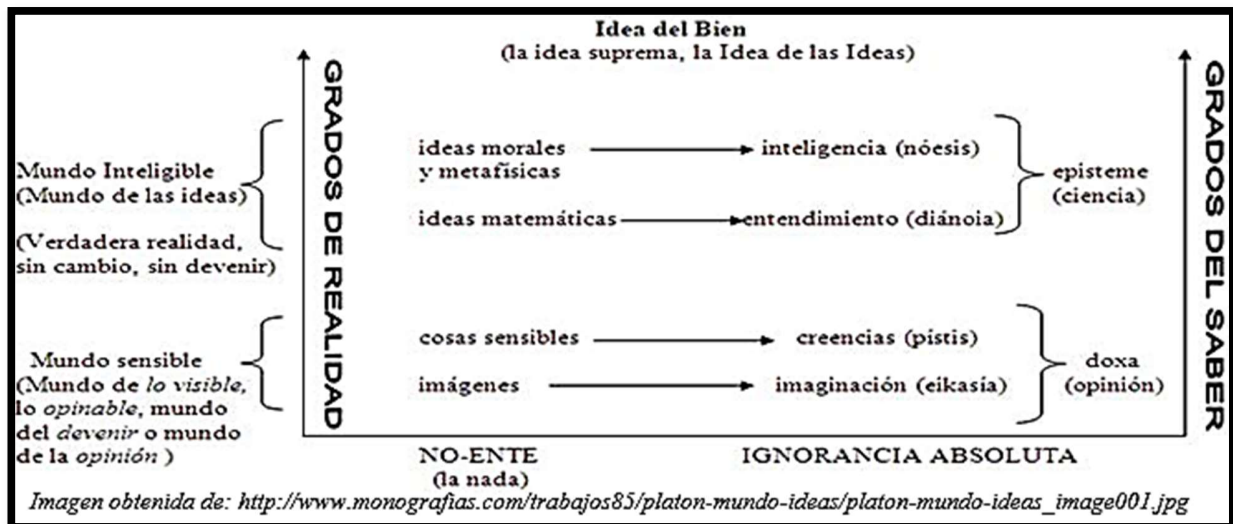 Idea del Bien
(la idea suprema, la Idea de las Ideas)
GRADOS DE REALIDAD
GRADOS DEL SABER
Mundo Inteligible
(Mundo de las ideas)
(Verdadera realidad,
sin cambio, sin devenir)
ideas morales
y metafísicas
inteligencia (nóesis)
ideas matemáticas
entendimiento (diánoia)
episteme
(ciencia)
Mundo sensible
(Mundo de lo visible,
lo opinable, mundo
del devenir o mundo
de la opinión )
cosas sensibles
creencias (pístis)
imágenes
imaginación (eikasía)
doxa
(opinión)
NO-ENTE
(la nada)
IGNORANCIA ABSOLUTA
Imagen obtenida de: http://www.monografias.com/trabajos85/platon-mundo-ideas/platon-mundo-ideas_image001.jpg